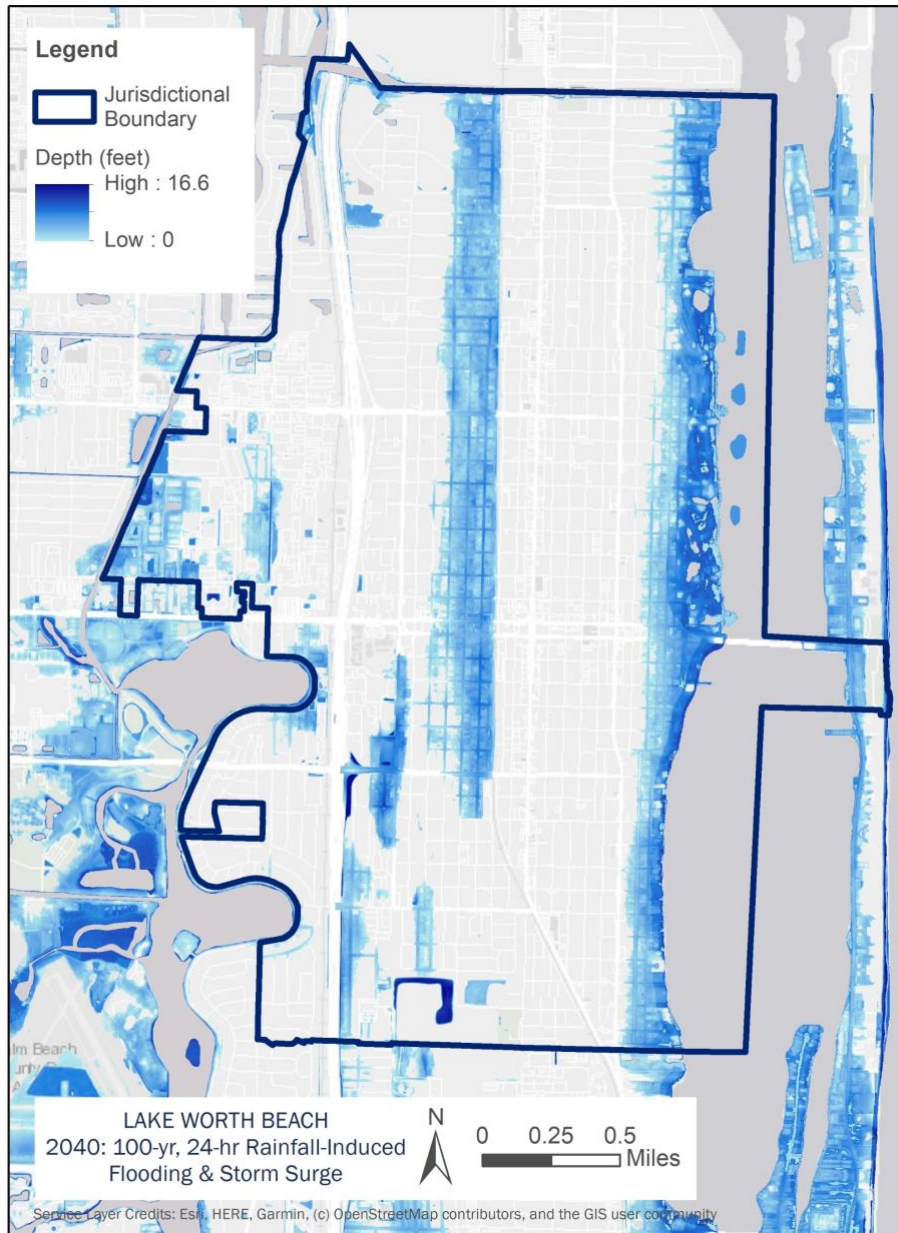 Legend
Jurisdictional
Boundary
Depth (feet)
High : 16.6
Low : 0
lm Beach
LAKE WORTH BEACH
2040: 100-yr, 24-hr Rainfall-Induced
Flooding & Storm Surge
N
0 0.25 0.5
Miles
Service Layer Credits: Esri, HERE, Garmin, (c) OpenStreetMap contributors, and the GIS user community